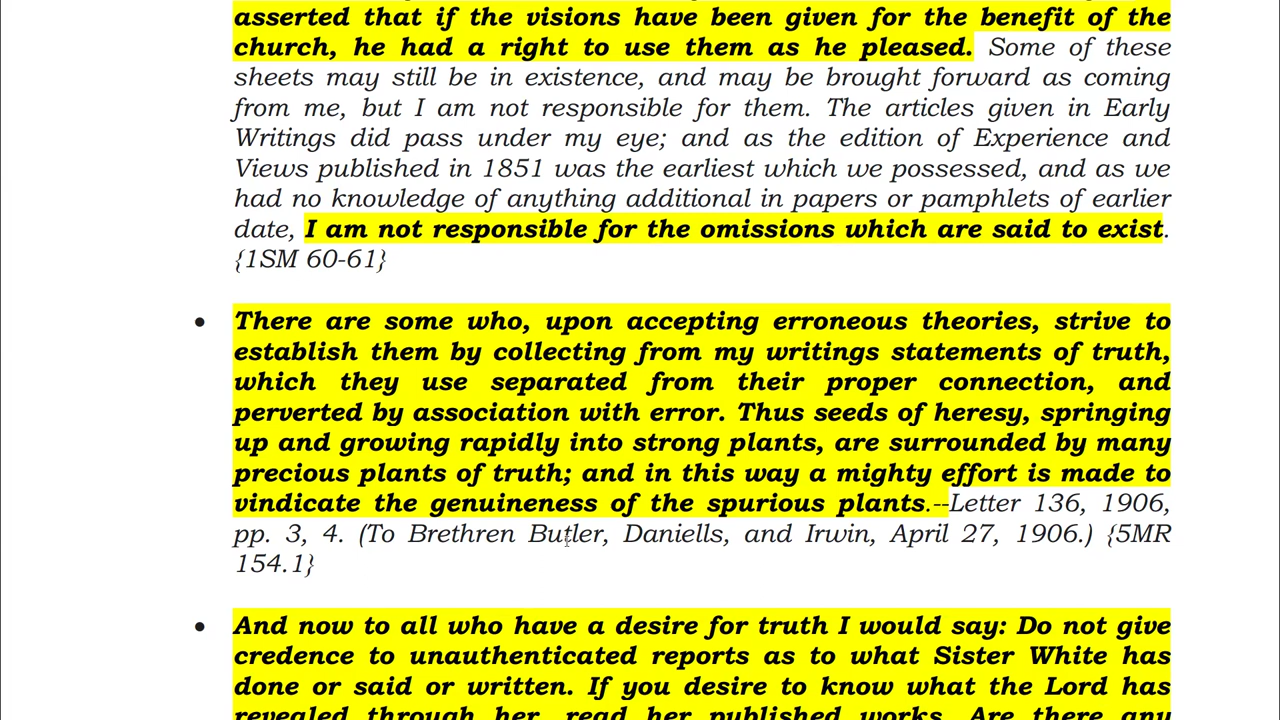 asserted that if the visions have been given for the benefit of the
church, he had a right to use them as he pleased. Some of these
sheets may still be in existence, and may be brought forward as coming
from me, but I am not responsible for them. The articles given in Early
Writings did pass under my eye; and as the edition of Experience and
Views published in 1851 was the earliest which we possessed, and as we
had no knowledge of anything additional in papers or pamphlets of earlier
date, I am not responsible for the omissions which are said to exist.
{1SM 60-61}
• There are some who, upon accepting erroneous theories, strive to
establish them by collecting from my writings statements of truth,
which they use separated from their proper connection, and
perverted by association with error. Thus seeds of heresy, springing
up and growing rapidly into strong plants, are surrounded by many
precious plants of truth; and in this way a mighty effort is made to
vindicate the genuineness of the spurious plants.--Letter 136, 1906,
pp. 3, 4. (To Brethren Butler, Daniells, and Irwin, April 27, 1906.) {5MR
154.1}
• And now to all who have a desire for truth I would say: Do not give
credence to unauthenticated reports as to what Sister White has
done or said or written. If you desire to know what the Lord has
revealed through her, read her published works. Are there any